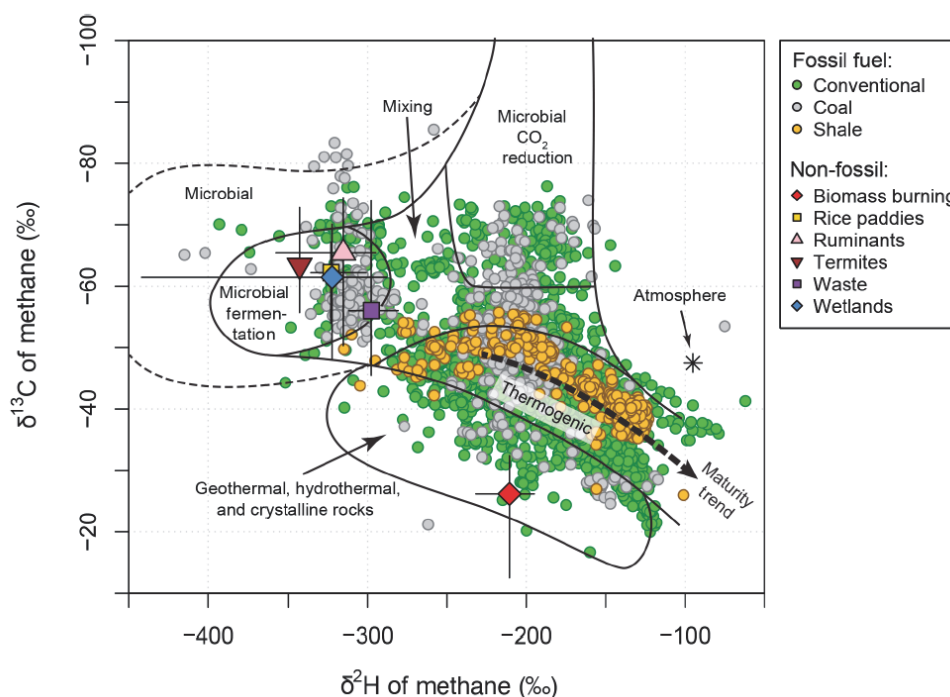 −100
−80
−60
−40
−20
δ¹³C of methane (‰)
−400
−300
−200
−100
δ²H of methane (‰)
Mixing
Microbial
CO₂
reduction
Microbial
Microbial
fermen-
tation
Atmosphere
Thermogenic
Maturity
trend
Geothermal, hydrothermal,
and crystalline rocks
Fossil fuel:
Conventional
Coal
Shale
Non-fossil:
Biomass burning
Rice paddies
Ruminants
Termites
Waste
Wetlands